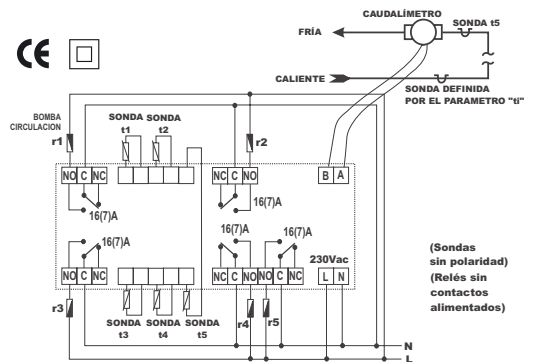 CAUDALÍMETRO
FRÍA
SONDA t5
CE
CALIENTE
SONDA DEFINIDA
POR EL PARAMETRO "ti"
BOMBA
CIRCULACION
r1
SONDA
t1
SONDA
t2
r2
NO C NC
NC C NO
B A
16(7)A
16(7)A
16(7)A
16(7)A
16(7)A
230Vac
NO C NC
NC C NO NO C NC
L N
r3
SONDA
t3
SONDA
t4
SONDA
t5
r4
r5
(Sondas
sin polaridad)
(Relés sin
contactos
alimentados)
N
L